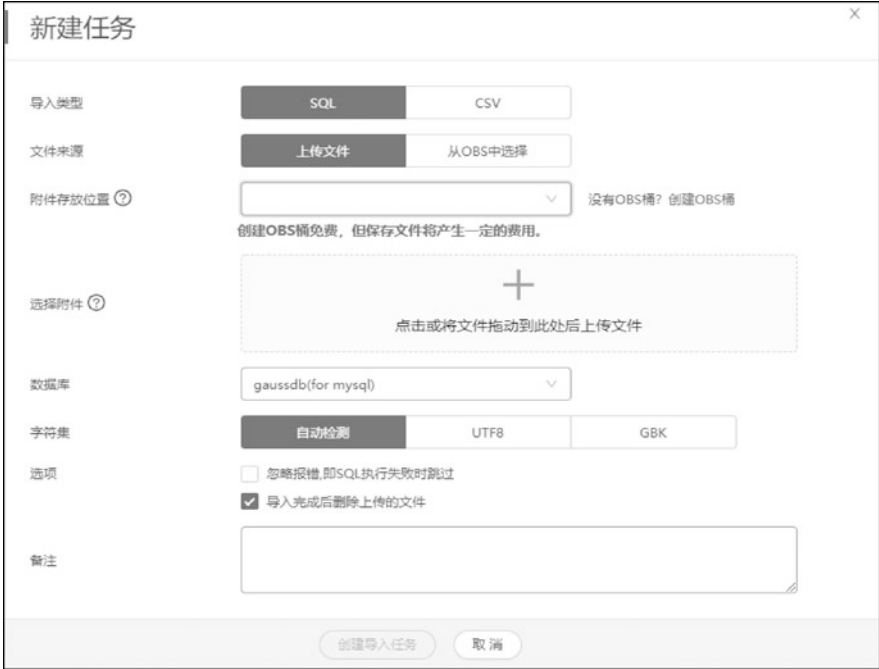 新建任务
导入类型 SQL CSV
文件来源 上传文件 从OBS中选择
附件存放位置 ? 没有OBS桶？创建OBS桶
创建OBS桶免费，但保存文件将产生一定的费用。
选择附件 ?
点击或将文件拖动到此处后上传文件
数据库 gaussdb(for mysql)
字符集 自动检测 UTF8 GBK
选项 忽略报错,即SQL执行失败时跳过
导入完成后删除上传的文件
备注
创建导入任务 取消